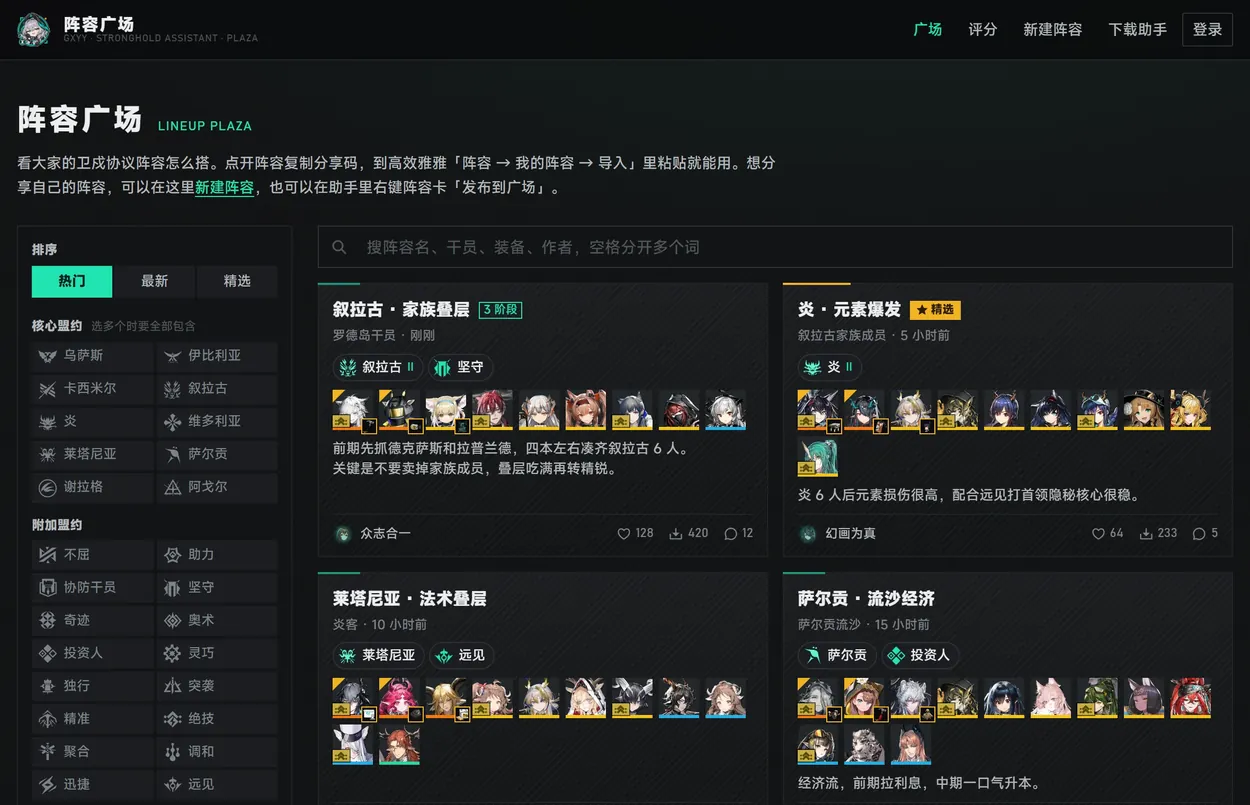 阵容广场
GXYY · STRONGHOLD ASSISTANT · PLAZA
广场 评分 新建阵容 下载助手 登录
阵容广场 LINEUP PLAZA
看大家的卫戍协议阵容怎么搭。点开阵容复制分享码，到高效雅雅「阵容 → 我的阵容 → 导入」里粘贴就能用。想分
享自己的阵容，可以在这里新建阵容，也可以在助手里右键阵容卡「发布到广场」。
排序
热门 最新 精选
核心盟约 选多个时要全部包含
乌萨斯 伊比利亚
卡西米尔 叙拉古
炎 维多利亚
莱塔尼亚 萨尔贡
谢拉格 阿戈尔
附加盟约
不屈 助力
协防干员 坚守
奇迹 奥术
投资人 灵巧
独行 突袭
精准 绝技
聚合 调和
迅捷 远见
搜阵容名、干员、装备、作者，空格分开多个词
叙拉古 · 家族叠层 3 阶段
罗德岛干员 · 刚刚
叙拉古 II 坚守
前期先抓德克萨斯和拉普兰德，四本左右凑齐叙拉古 6 人。
关键是不要卖掉家族成员，叠层吃满再转精锐。
众志合一 128 420 12
炎 · 元素爆发 ★ 精选
叙拉古家族成员 · 5 小时前
炎 II
炎 6 人后元素损伤很高，配合远见打首领隐秘核心很稳。
幻画为真 64 233 5
莱塔尼亚 · 法术叠层
炎客 · 10 小时前
莱塔尼亚 远见
萨尔贡 · 流沙经济
萨尔贡流沙 · 15 小时前
萨尔贡 投资人
经济流，前期拉利息，中期一口气升本。